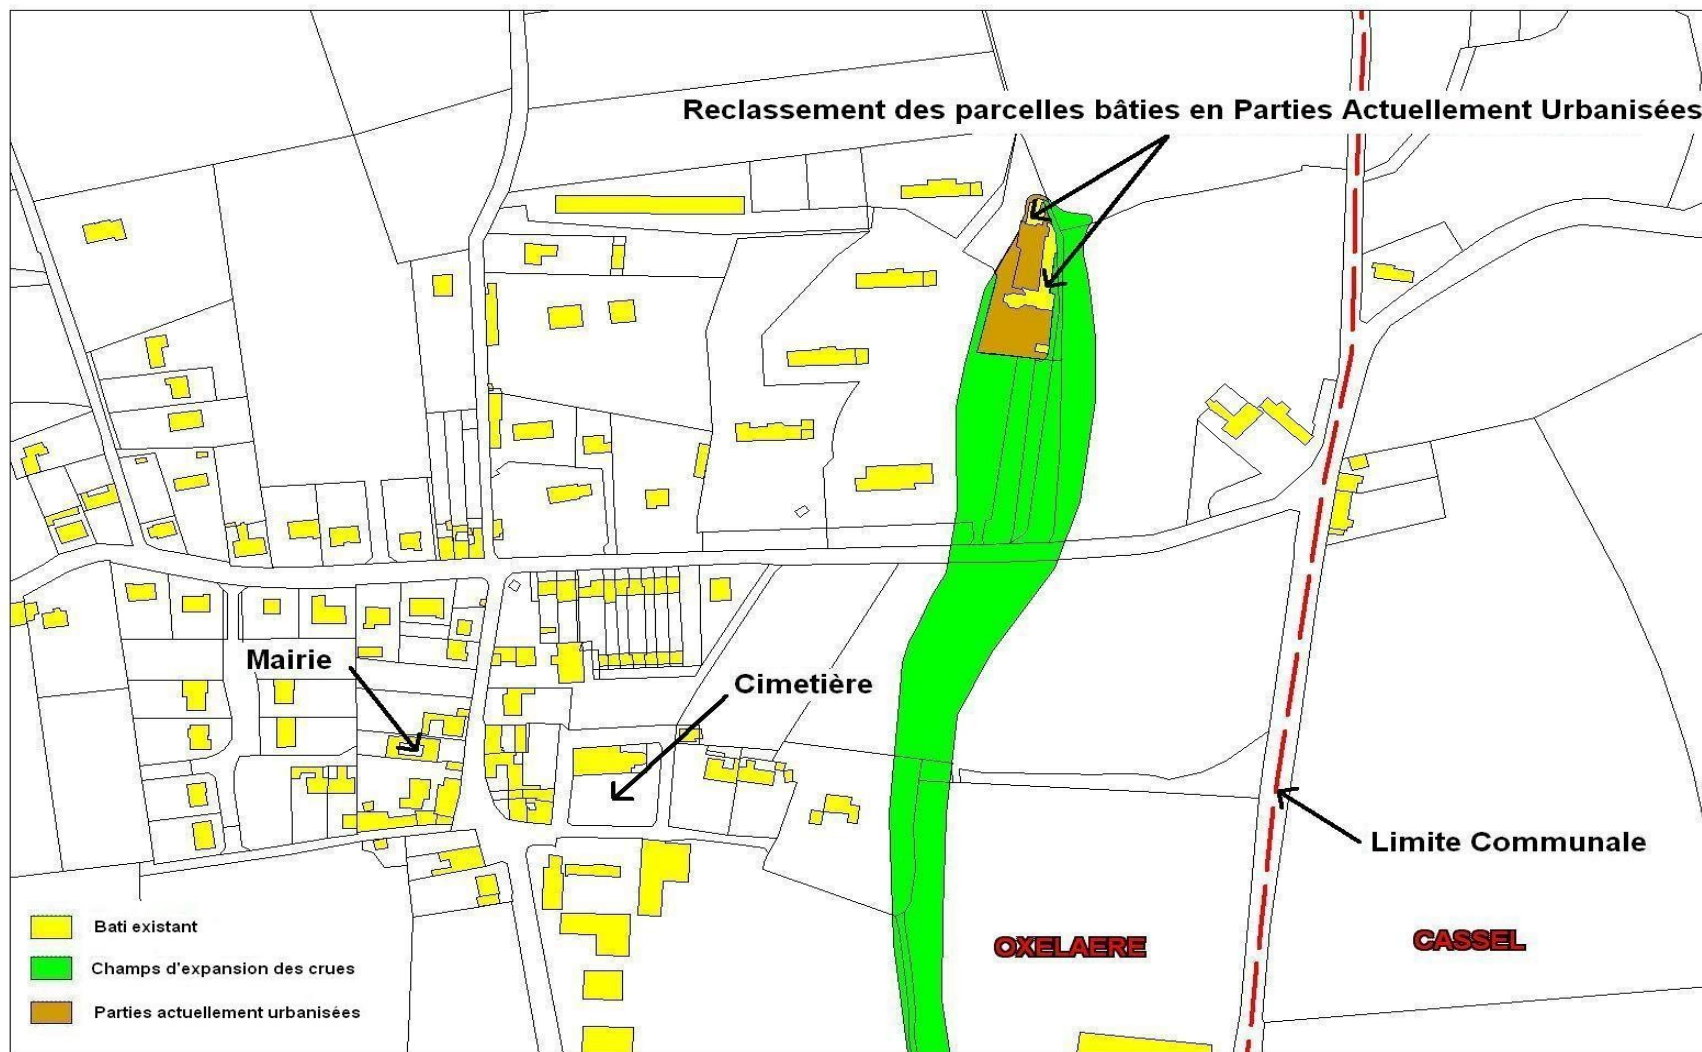 Reclassement des parcelles bâties en Parties Actuellement Urbanisées
Mairie
Cimetière
Limite Communale
OXELAERE
CASSEL
Bati existant
Champs d'expansion des crues
Parties actuellement urbanisées